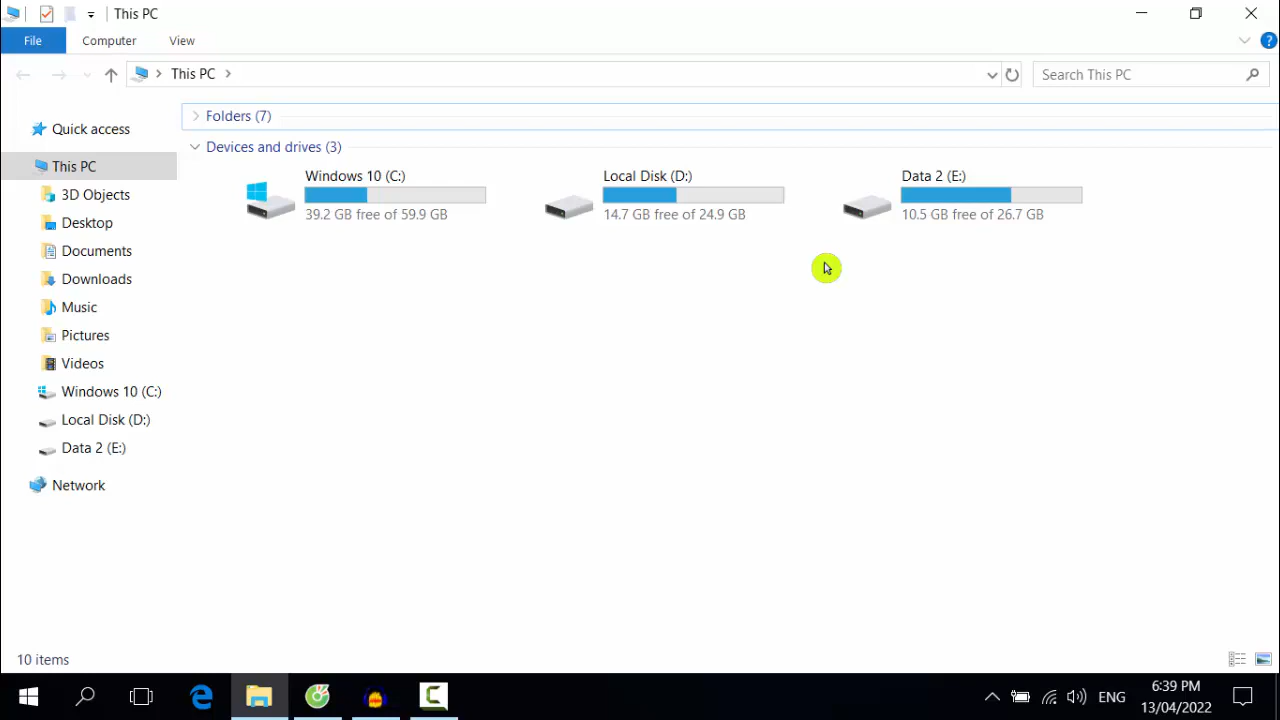 This PC
File Computer View
This PC
Search This PC
Quick access
This PC
3D Objects
Desktop
Documents
Downloads
Music
Pictures
Videos
Windows 10 (C:)
Local Disk (D:)
Data 2 (E:)
Network
Folders (7)
Devices and drives (3)
Windows 10 (C:)
39.2 GB free of 59.9 GB
Local Disk (D:)
14.7 GB free of 24.9 GB
Data 2 (E:)
10.5 GB free of 26.7 GB
10 items
ENG
6:39 PM
13/04/2022